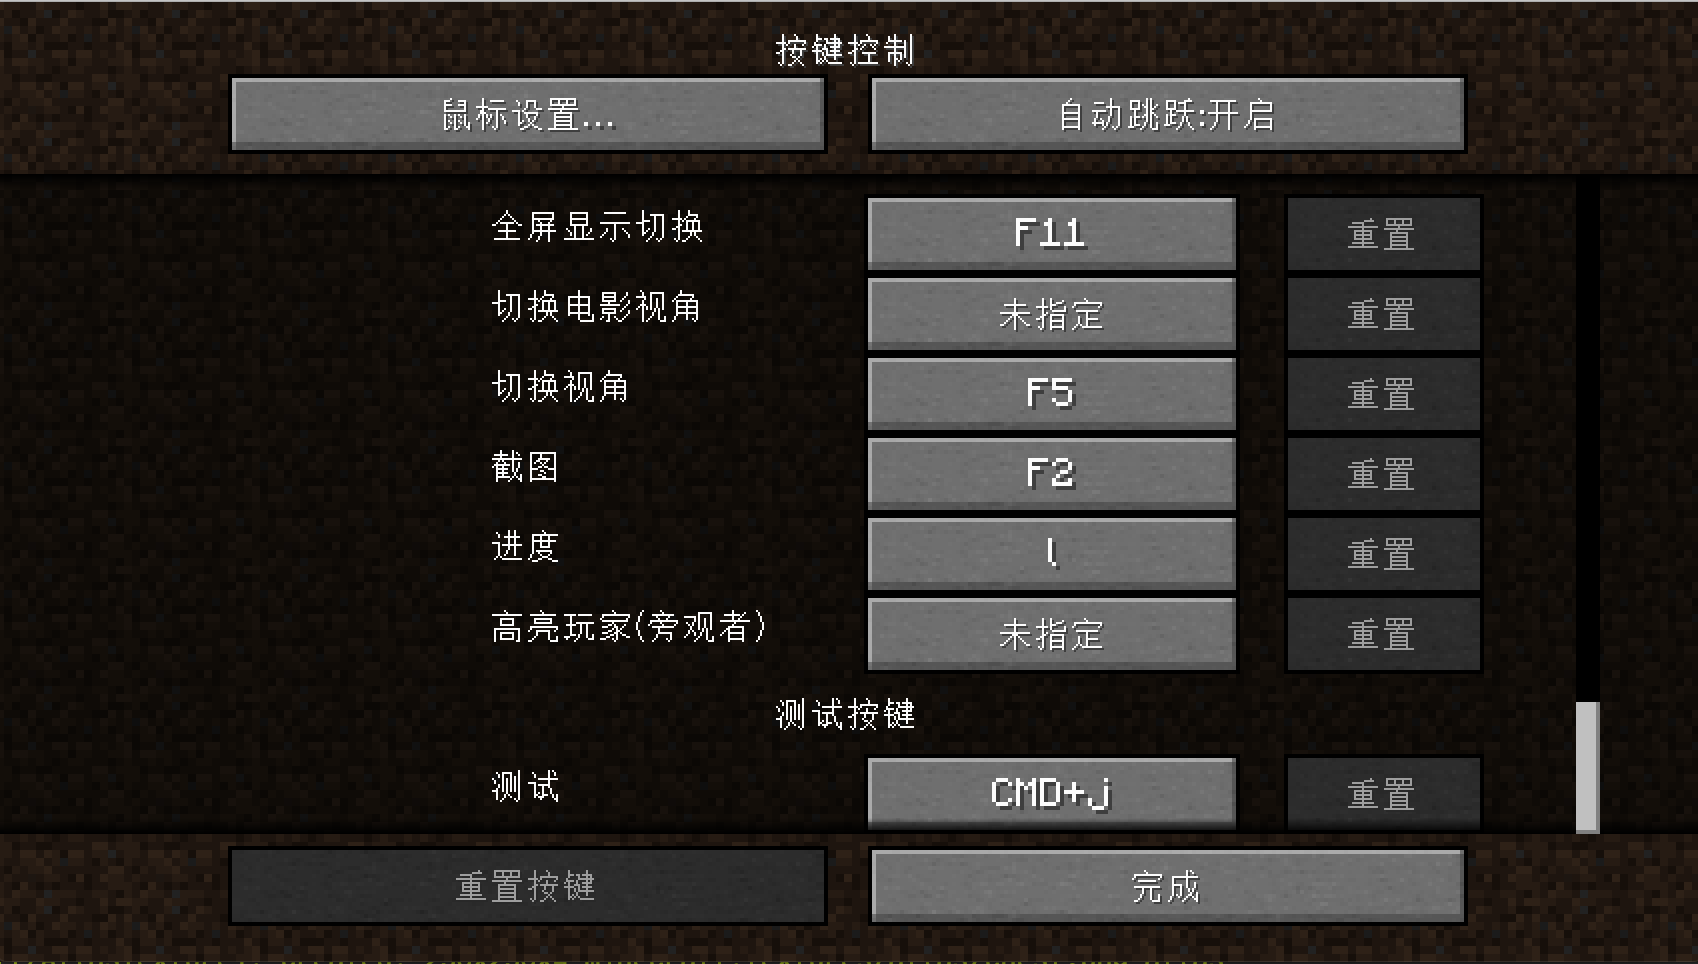 按键控制
鼠标设置...
自动跳跃:开启
全屏显示切换 F11 重置
切换电影视角 未指定 重置
切换视角 F5 重置
截图 F2 重置
进度 l 重置
高亮玩家(旁观者) 未指定 重置
测试按键
测试 CMD+j 重置
重置按键
完成